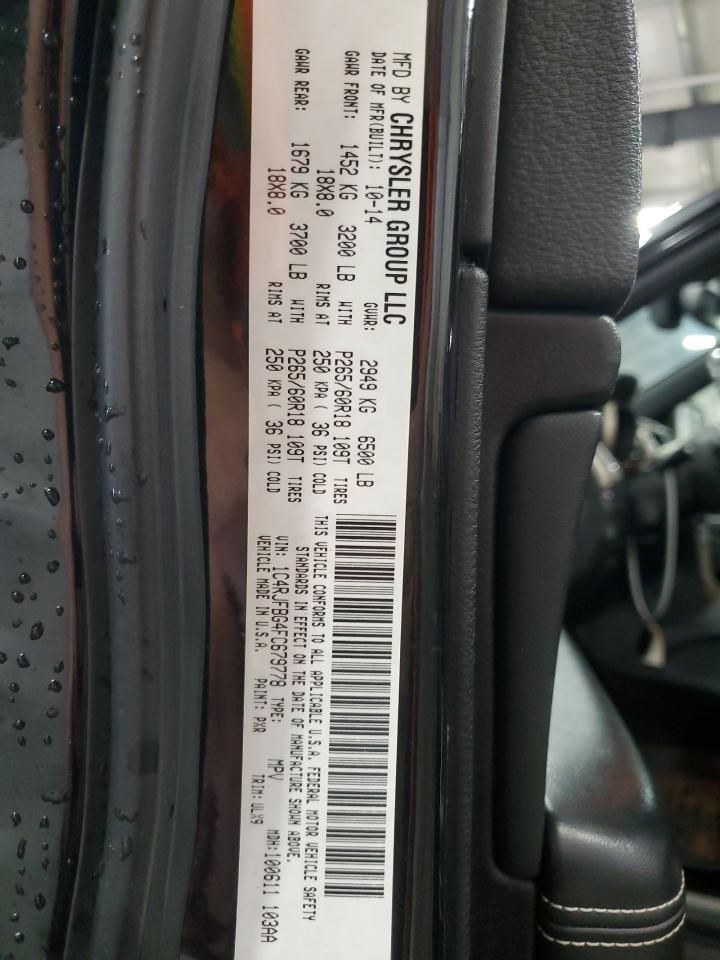 MFD BY CHRYSLER GROUP LLC
DATE OF MFR(BUILT): 10-14 GVWR: 2949 KG 6500 LB
GAWR FRONT: 1452 KG 3200 LB WITH P265/60R18 109T TIRES
18X8.0 RIMS AT 250 KPA ( 36 PSI) COLD
GAWR REAR: 1679 KG 3700 LB WITH P265/60R18 109T TIRES
18X8.0 RIMS AT 250 KPA ( 36 PSI) COLD
THIS VEHICLE CONFORMS TO ALL APPLICABLE U.S.A. FEDERAL MOTOR VEHICLE SAFETY
STANDARDS IN EFFECT ON THE DATE OF MANUFACTURE SHOWN ABOVE.
VIN: 1C4RJFBG4FC679778 TYPE: MPV MDH:100611 103AA
VEHICLE MADE IN U.S.A. PAINT: PXR TRIM: ULX9